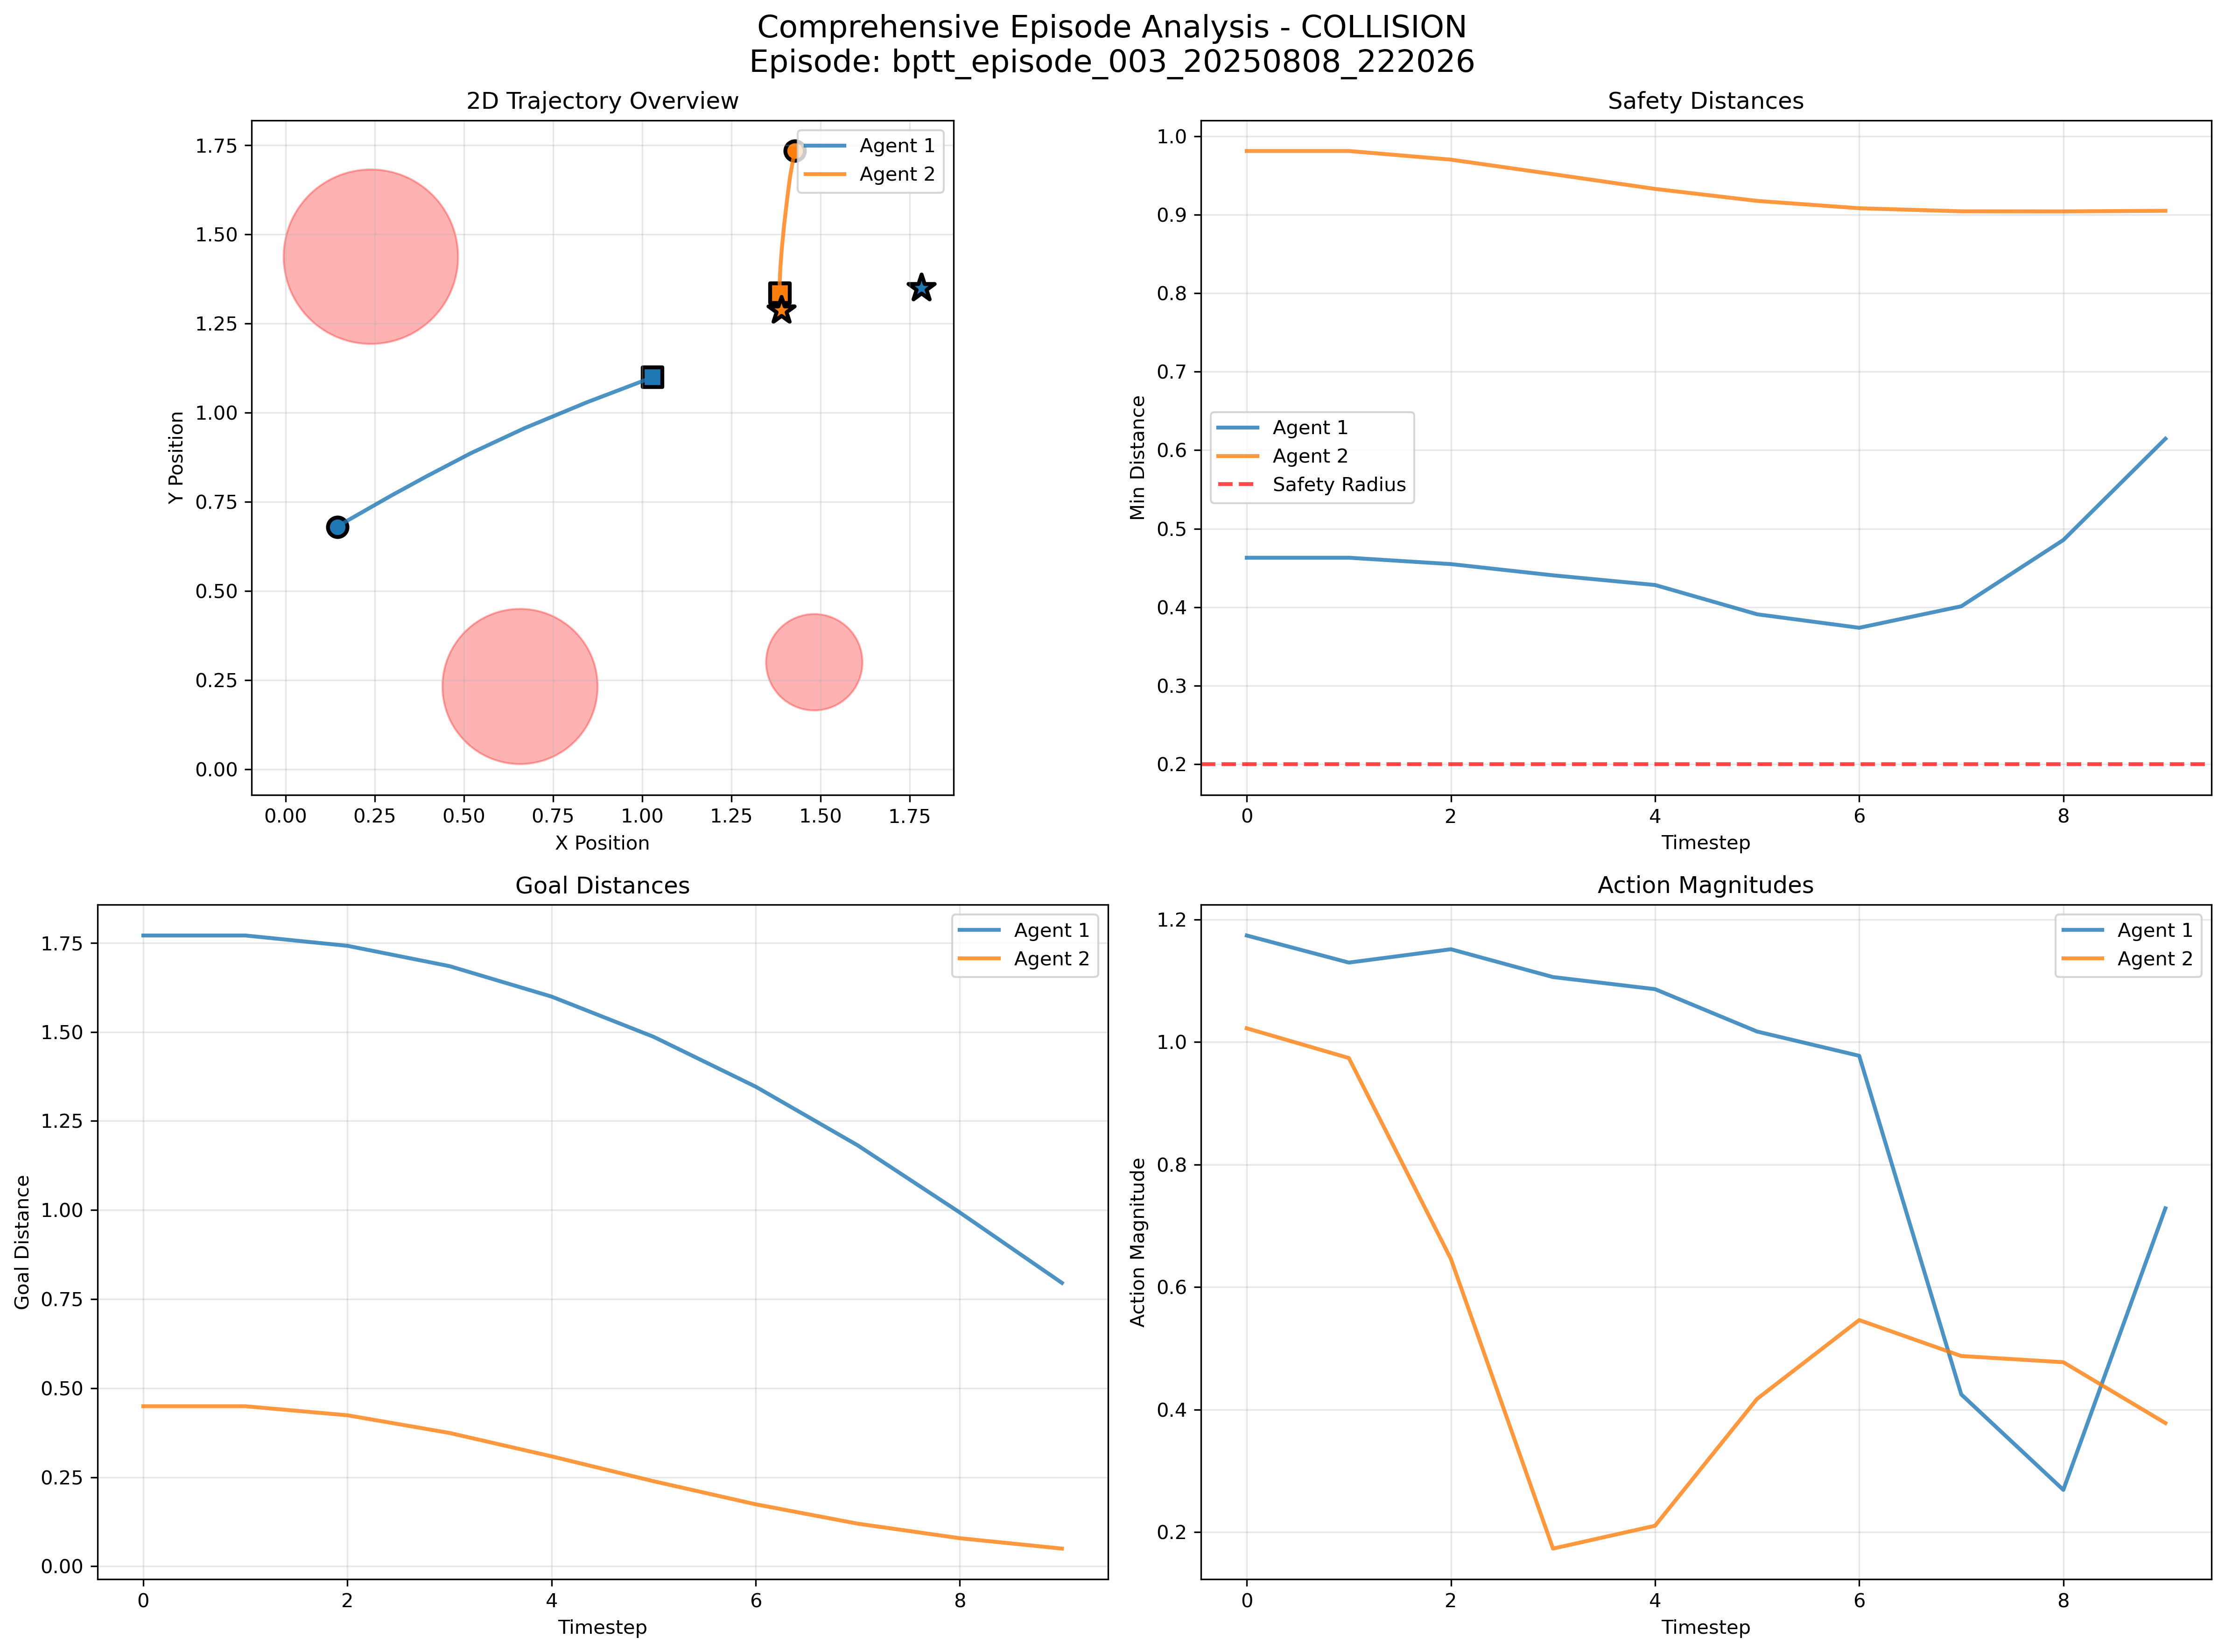 Comprehensive Episode Analysis - COLLISION
Episode: bptt_episode_003_20250808_222026
2D Trajectory Overview
Agent 1
Agent 2
1.75
1.50
1.25
1.00
0.75
0.50
0.25
0.00
Y Position
0.00 0.25 0.50 0.75 1.00 1.25 1.50 1.75
X Position
Safety Distances
1.0
0.9
0.8
0.7
0.6
0.5
0.4
0.3
0.2
Min Distance
Agent 1
Agent 2
Safety Radius
0 2 4 6 8
Timestep
Goal Distances
Agent 1
Agent 2
1.75
1.50
1.25
1.00
0.75
0.50
0.25
0.00
Goal Distance
0 2 4 6 8
Timestep
Action Magnitudes
Agent 1
Agent 2
1.2
1.0
0.8
0.6
0.4
0.2
Action Magnitude
0 2 4 6 8
Timestep